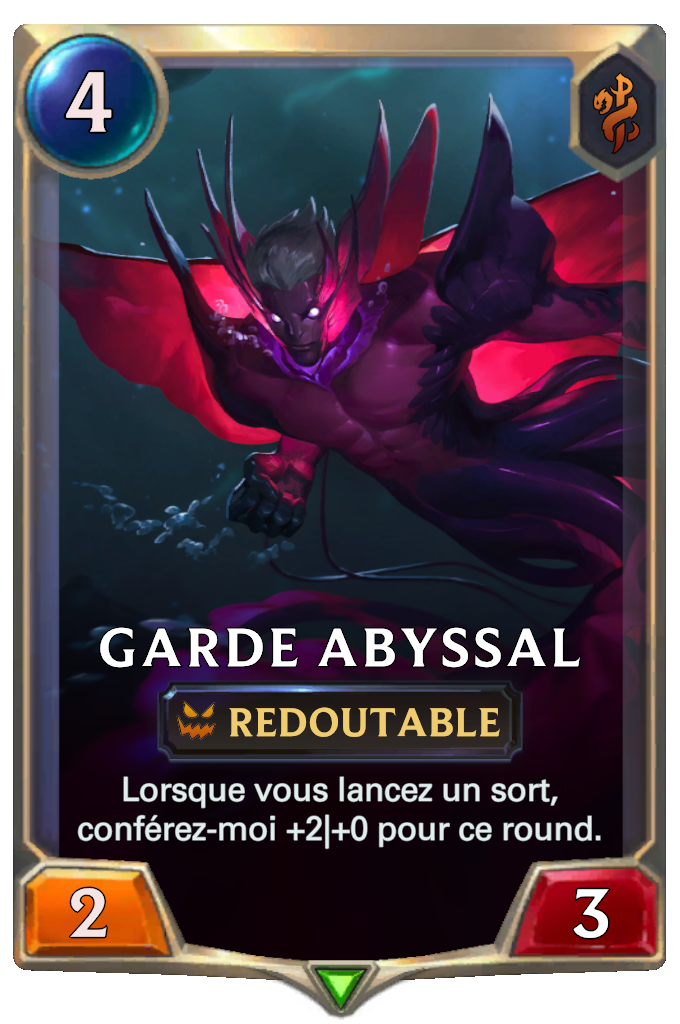 4
GARDE ABYSSAL
REDOUTABLE
Lorsque vous lancez un sort,
conférez-moi +2|+0 pour ce round.
2
3